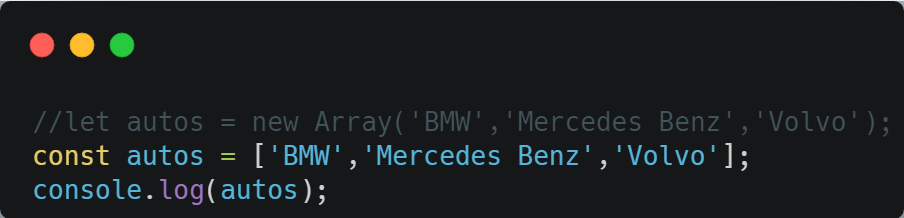 //let autos = new Array('BMW','Mercedes Benz','Volvo');
const autos = ['BMW','Mercedes Benz','Volvo'];
console.log(autos);